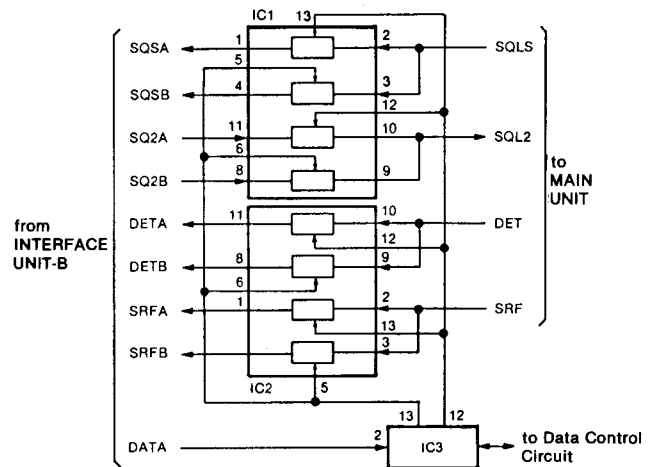 IC1
13
SQSA
1
2
SQLS
5
SQSB
4
3
12
SQ2A
11
10
SQL2
6
SQ2B
8
9
to
MAIN
UNIT
from
INTERFACE
UNIT-B
DETA
11
10
DET
12
DETB
8
9
6
SRFA
1
2
SRF
13
SRFB
3
IC2
5
13
12
DATA
2
IC3
to Data Control
Circuit